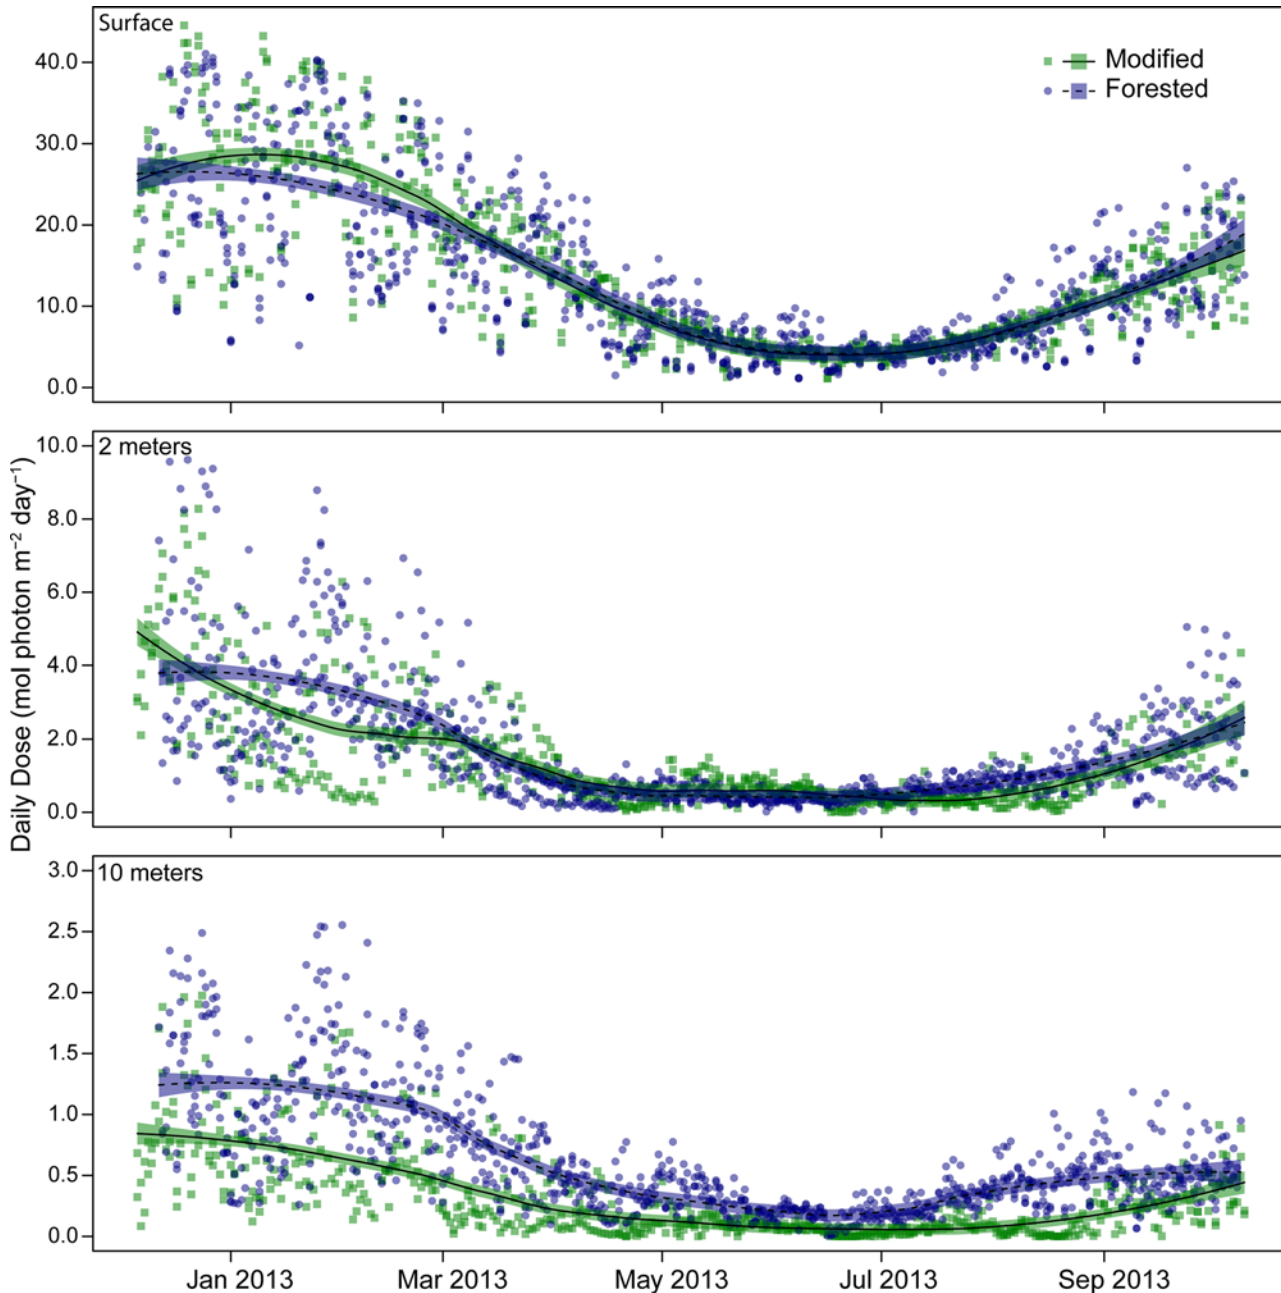 Surface
40.0
30.0
20.0
10.0
0.0
Modified
Forested
2 meters
10.0
8.0
6.0
4.0
2.0
0.0
Daily Dose (mol photon m⁻² day⁻¹)
10 meters
3.0
2.5
2.0
1.5
1.0
0.5
0.0
Jan 2013 Mar 2013 May 2013 Jul 2013 Sep 2013